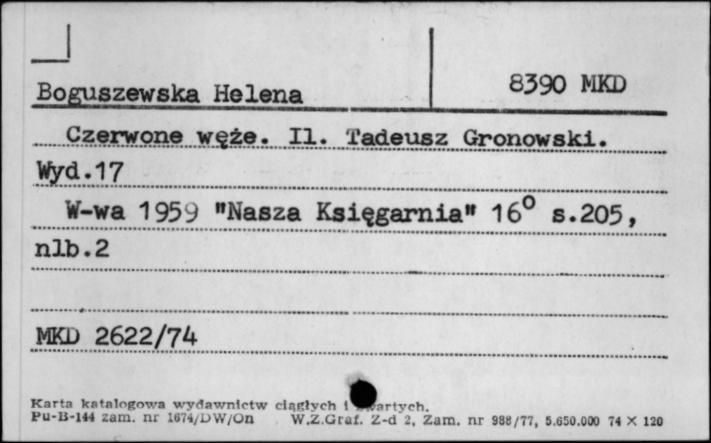 8390 MKD
Boguszewska Helena
Czerwone węże. Il. Tadeusz Gronowski.
Wyd.17
W-wa 1959 "Nasza Księgarnia" 16° s.205,
nlb.2
MKD 2622/74
Karta katalogowa wydawnictw ciągłych i zwartych.
Pu-B-144 zam. nr 1674/DW/On W.Z.Graf. Z-d 2, Zam. nr 988/77, 5.650.000 74 × 120